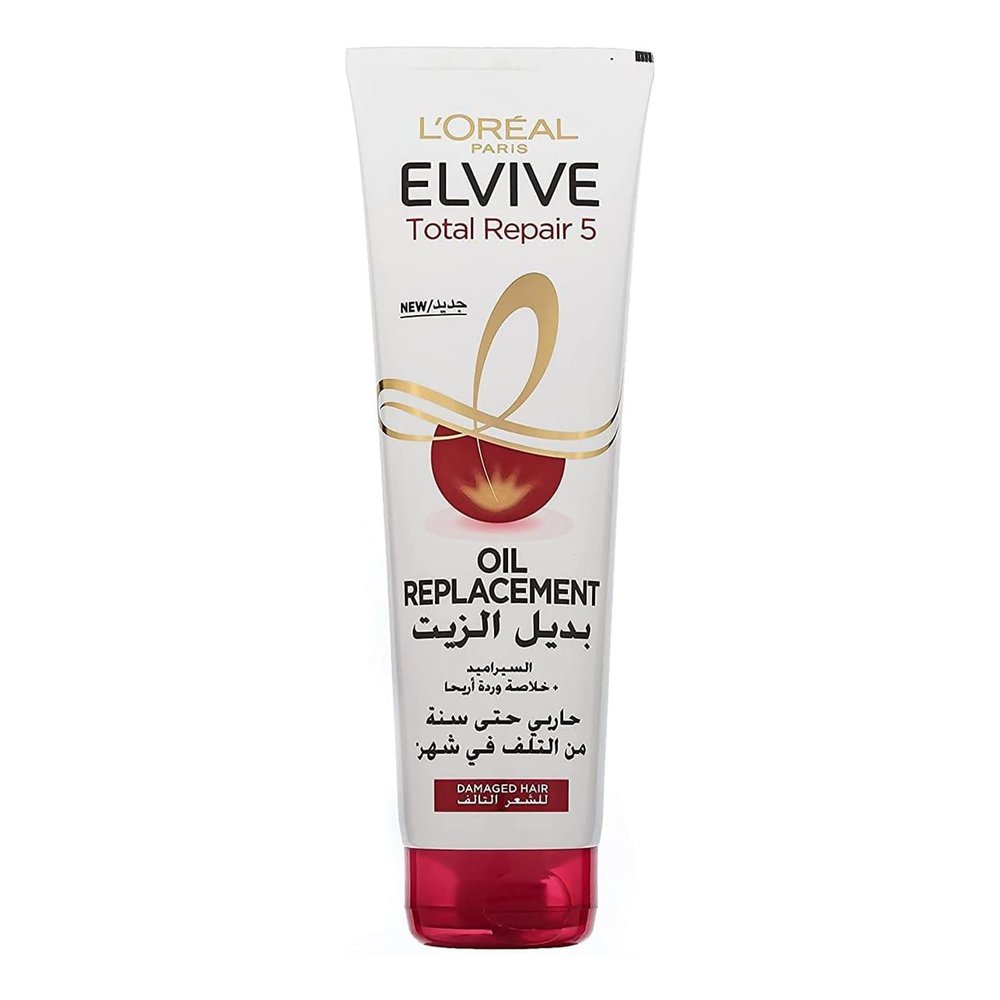 L'ORÉAL
PARIS
ELVIVE
Total Repair 5
NEW/جديد
OIL
REPLACEMENT
بديل الزيت
السيراميد
+ خلاصة وردة أريحا
حاربي حتى سنة
من التلف في شهر
DAMAGED HAIR
للشعر التالف